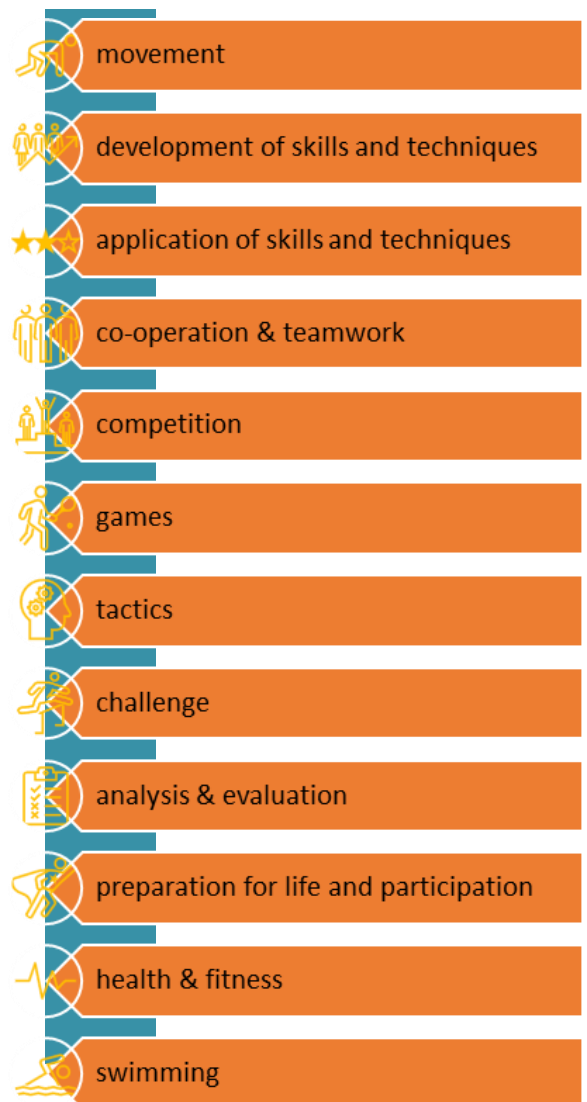 movement
development of skills and techniques
application of skills and techniques
co-operation & teamwork
competition
games
tactics
challenge
analysis & evaluation
preparation for life and participation
health & fitness
swimming